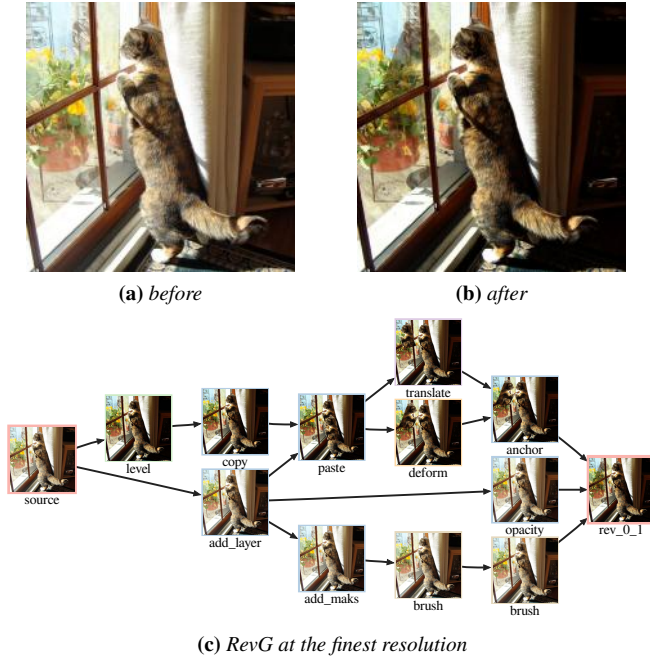 (a) before
(b) after
translate
level
copy
paste
deform
anchor
source
add_layer
opacity
rev_0_1
add_maks
brush
brush
(c) RevG at the finest resolution